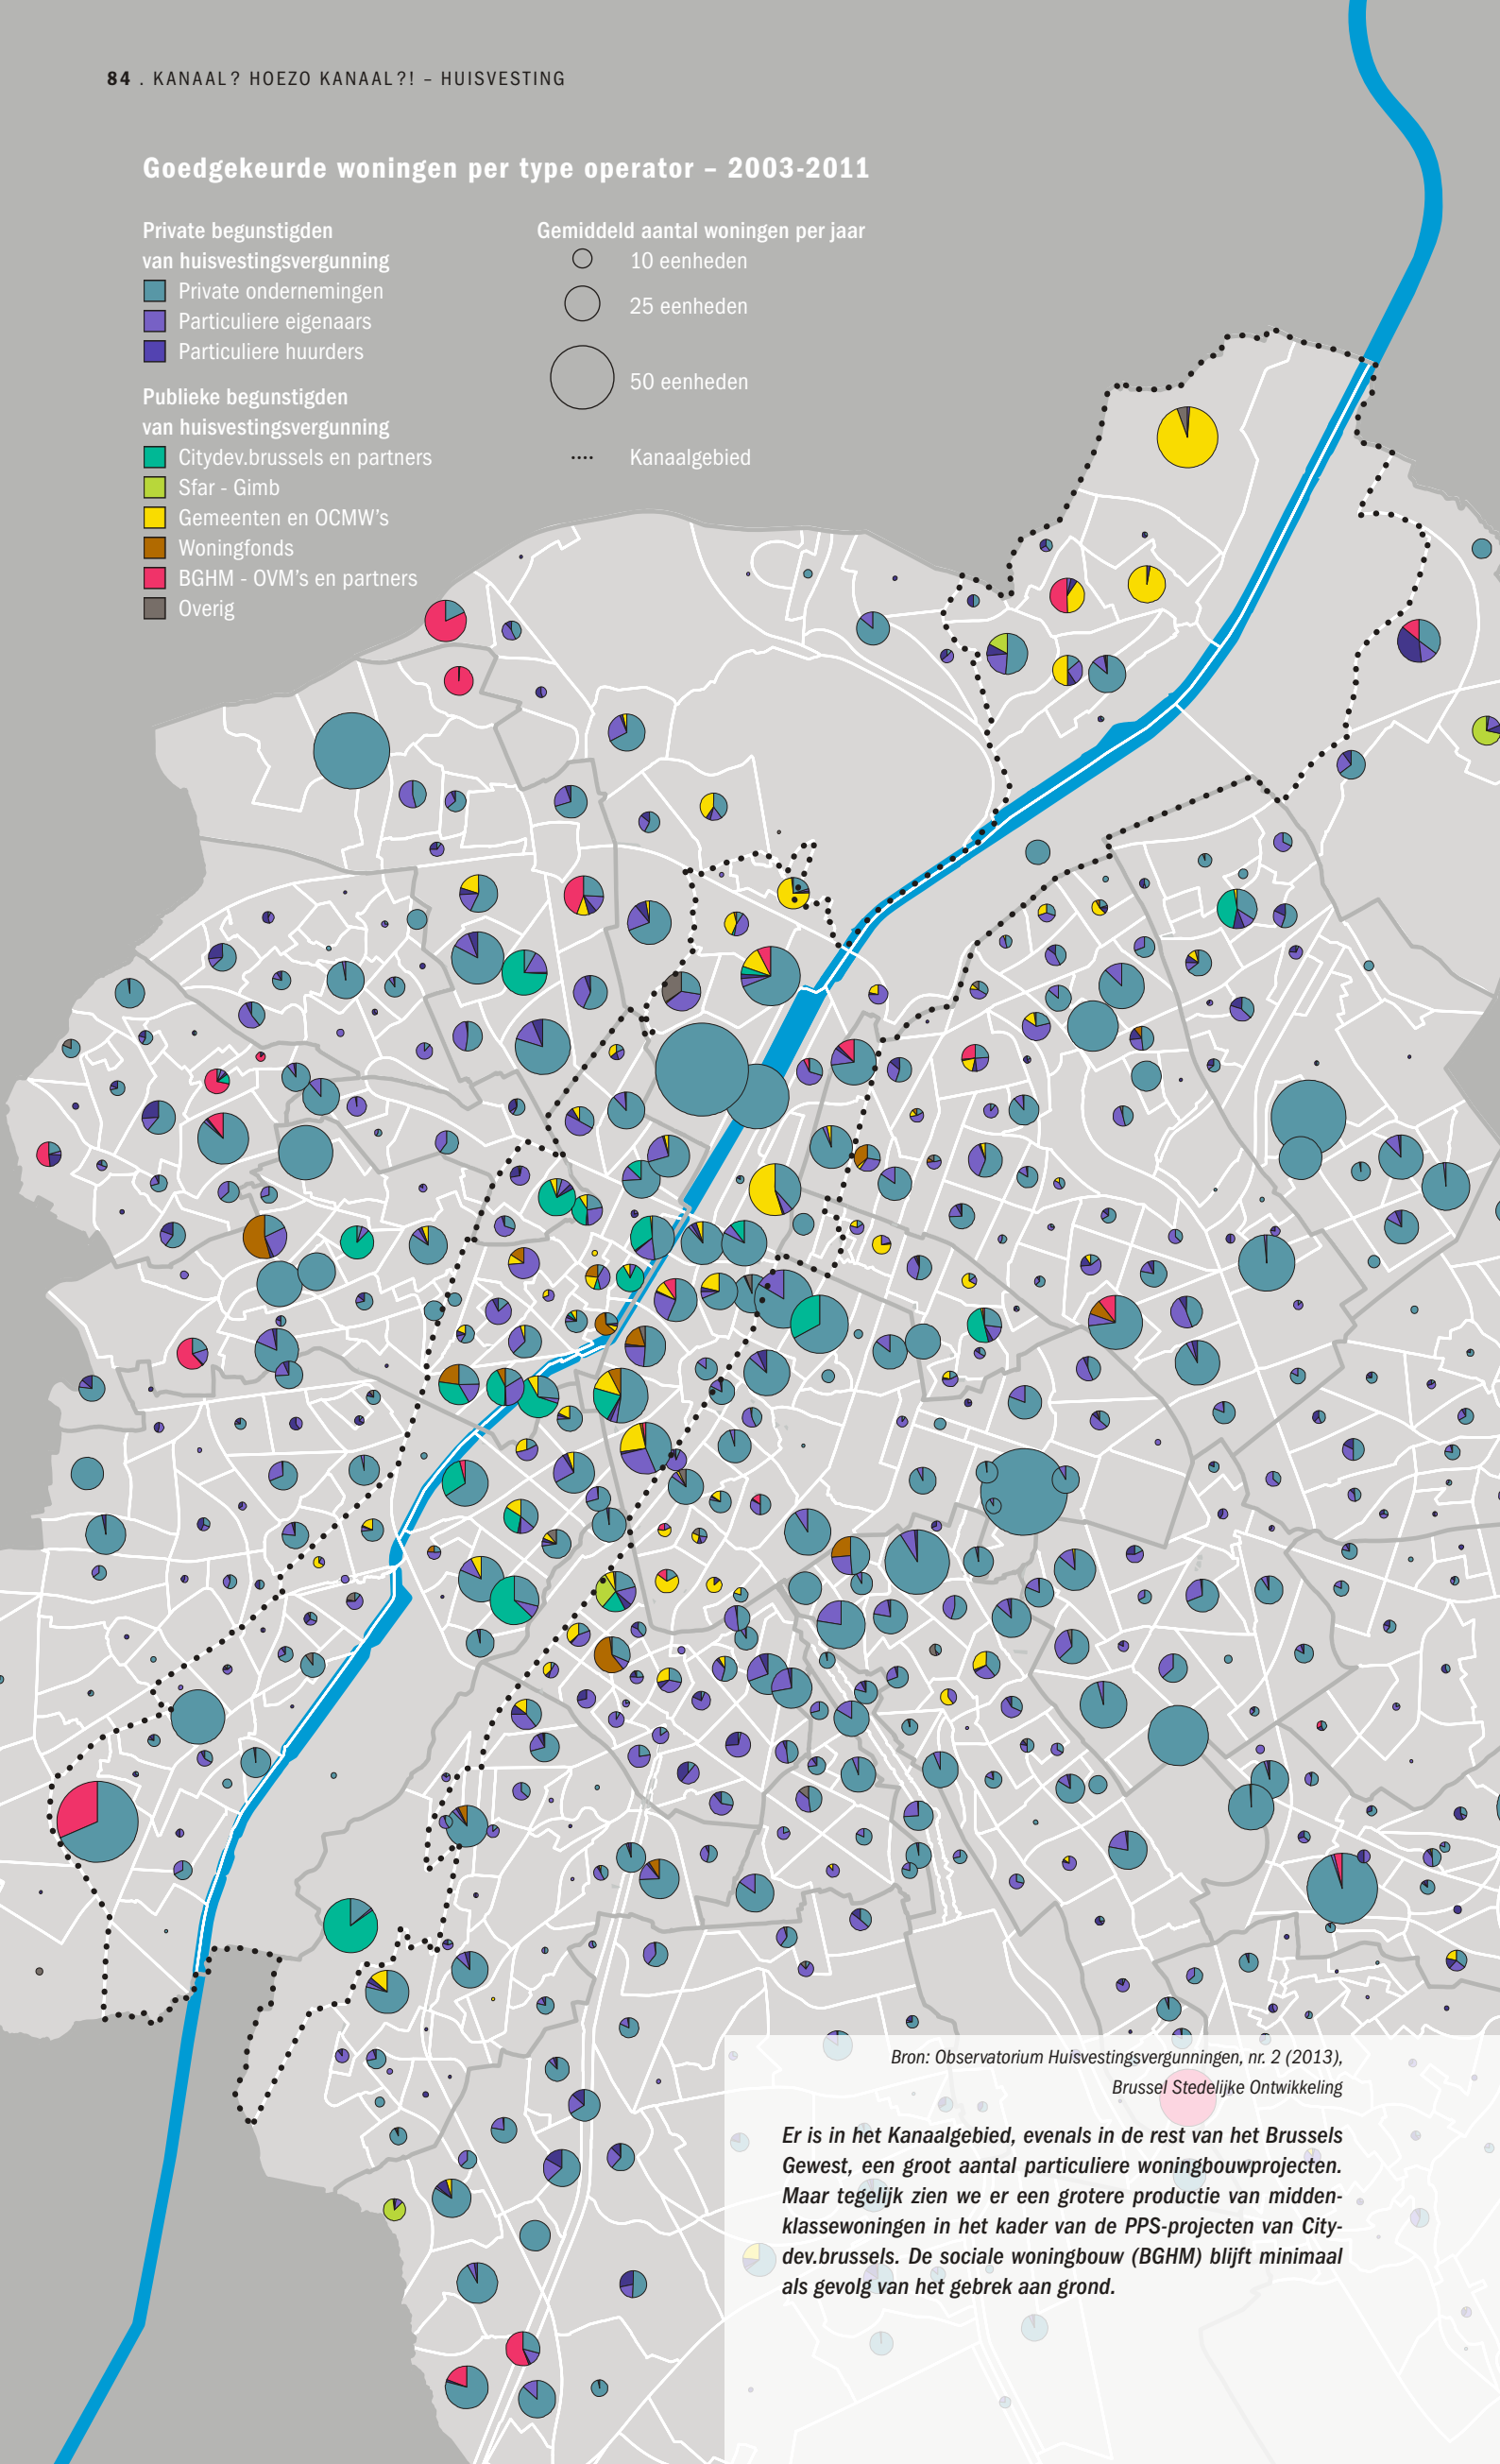 84 . KANAAL? HOEZO KANAAL?! – HUISVESTING
Goedgekeurde woningen per type operator – 2003-2011
Private begunstigden
van huisvestingsvergunning
Private ondernemingen
Particuliere eigenaars
Particuliere huurders
Publieke begunstigden
van huisvestingsvergunning
Citydev.brussels en partners
Sfar - Gimb
Gemeenten en OCMW's
Woningfonds
BGHM - OVM's en partners
Overig
Gemiddeld aantal woningen per jaar
10 eenheden
25 eenheden
50 eenheden
Kanaalgebied
Bron: Observatorium Huisvestingsvergunningen, nr. 2 (2013),
Brussel Stedelijke Ontwikkeling
Er is in het Kanaalgebied, evenals in de rest van het Brussels
Gewest, een groot aantal particuliere woningbouwprojecten.
Maar tegelijk zien we er een grotere productie van midden-
klassewoningen in het kader van de PPS-projecten van City-
dev.brussels. De sociale woningbouw (BGHM) blijft minimaal
als gevolg van het gebrek aan grond.